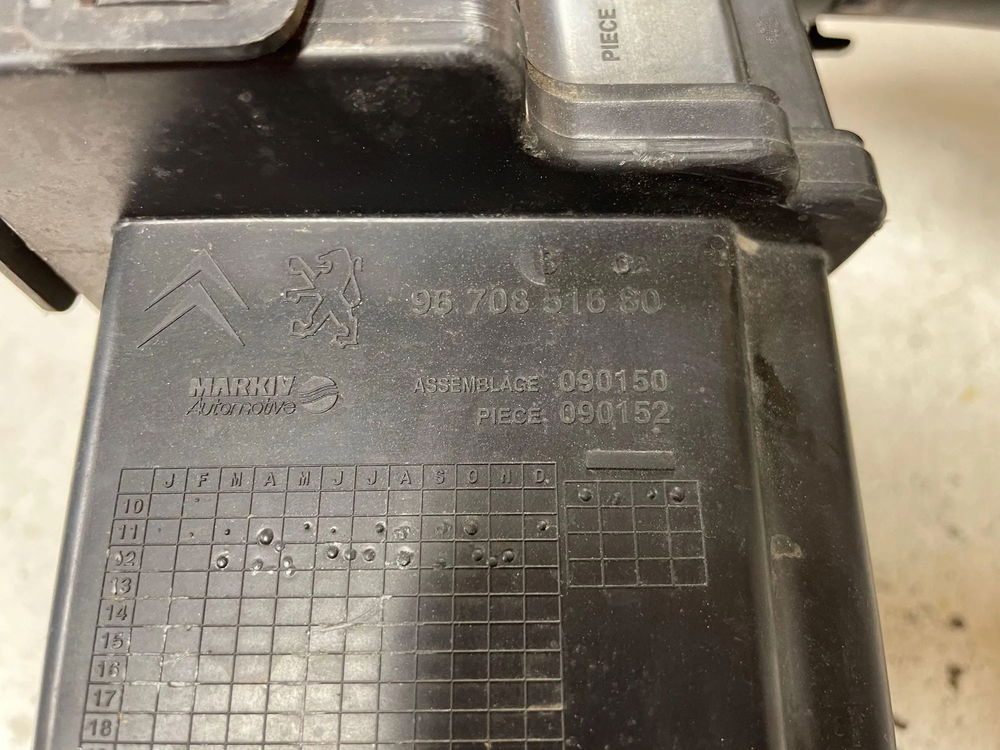 PIECE
96 708 516 80
MARKIV
Automotive
ASSEMBLAGE 090150
PIECE 090152
J F M A M J J A S O N D
10
11
12
13
14
15
16
17
18